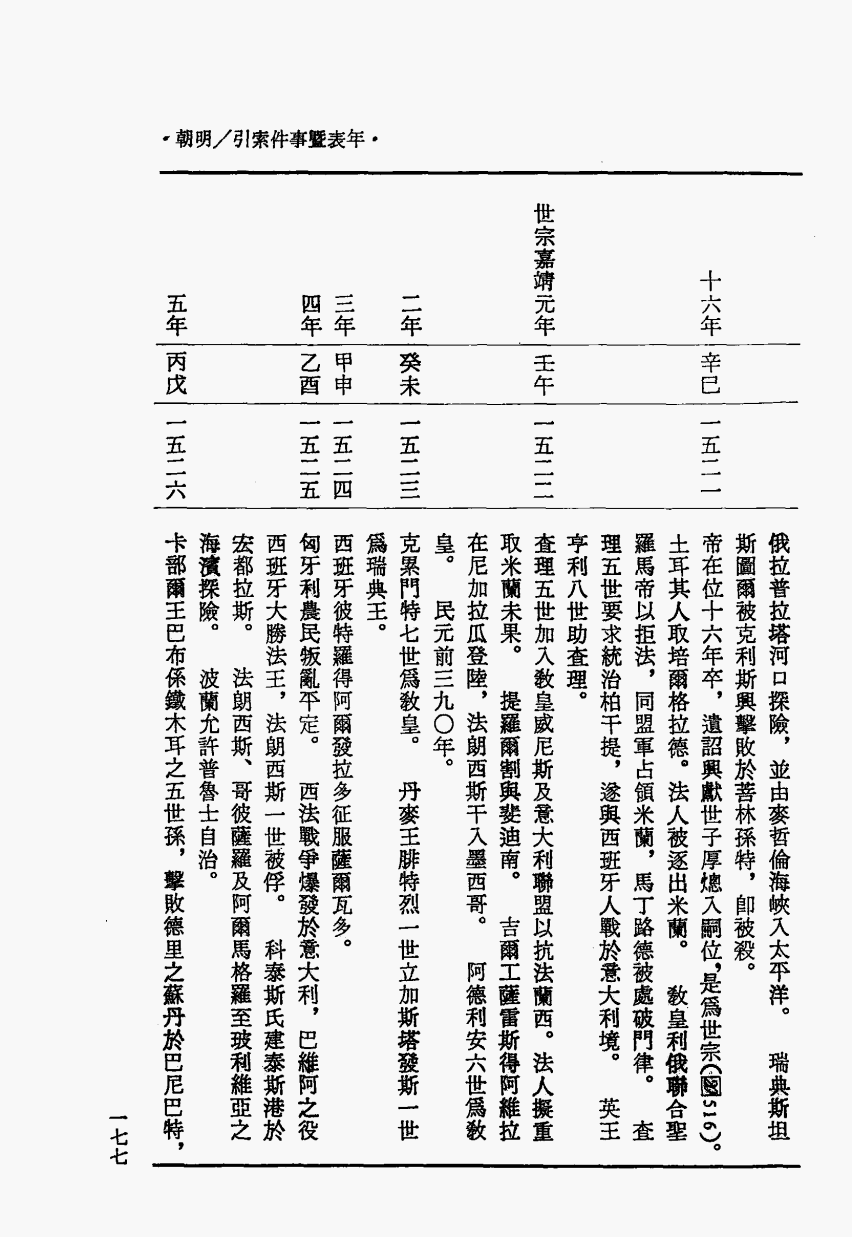 ·年表暨事件索引／明朝·
俄拉普拉塔河口探險，並由麥哲倫海峽入太平洋。　瑞典斯坦
斯圖爾被克利斯興擊敗於菩林孫特，卽被殺。
十六年　辛巳　一五二一　帝在位十六年卒，遺詔興獻世子厚熜入嗣位，是爲世宗（圖516）。
土耳其人取培爾格拉德。法人被逐出米蘭。　教皇利俄聯合聖
羅馬帝以拒法，同盟軍占領米蘭，馬丁路德被處破門律。　査
理五世要求統治柏干提，遂與西班牙人戰於意大利境。　英王
亨利八世助査理。
世宗嘉靖元年　壬午　一五二二　査理五世加入教皇威尼斯及意大利聯盟以抗法蘭西。法人擬重
取米蘭未果。　提羅爾割與斐迪南。　吉爾工薩雷斯得阿維拉
在尼加拉瓜登陸，法朗西斯干入墨西哥。　阿德利安六世爲教
皇。　民元前三九〇年。
二年　癸未　一五二三　克累門特七世爲教皇。　丹麥王腓特烈一世立加斯塔發斯一世
爲瑞典王。
三年　甲申　一五二四　西班牙彼特羅得阿爾發拉多征服薩爾瓦多。
四年　乙酉　一五二五　匈牙利農民叛亂平定。　西法戰爭爆發於意大利，巴維阿之役
西班牙大勝法王，法朗西斯一世被俘。　科泰斯氏建泰斯港於
宏都拉斯。　法朗西斯、哥彼薩羅及阿爾馬格羅至玻利維亞之
海濱探險。　波蘭允許普魯士自治。
五年　丙戌　一五二六　卡部爾王巴布係鐵木耳之五世孫，擊敗德里之蘇丹於巴尼巴特，
一七七